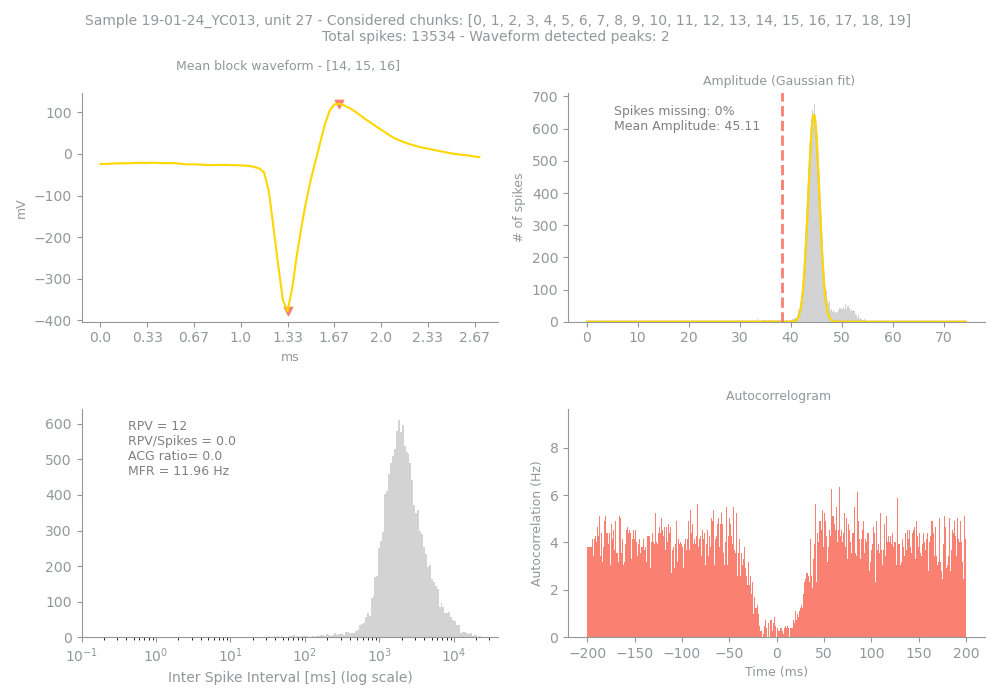 Sample 19-01-24_YC013, unit 27 - Considered chunks: [0, 1, 2, 3, 4, 5, 6, 7, 8, 9, 10, 11, 12, 13, 14, 15, 16, 17, 18, 19]
Total spikes: 13534 - Waveform detected peaks: 2
Mean block waveform - [14, 15, 16]
100
0
−100
−200
−300
−400
mV
0.0 0.33 0.67 1.0 1.33 1.67 2.0 2.33 2.67
ms
Amplitude (Gaussian fit)
Spikes missing: 0%
Mean Amplitude: 45.11
700
600
500
400
300
200
100
0
# of spikes
0 10 20 30 40 50 60 70
RPV = 12
RPV/Spikes = 0.0
ACG ratio= 0.0
MFR = 11.96 Hz
600
500
400
300
200
100
0
10−1 100 101 102 103 104
Inter Spike Interval [ms] (log scale)
Autocorrelogram
8
6
4
2
0
Autocorrelation (Hz)
−200 −150 −100 −50 0 50 100 150 200
Time (ms)